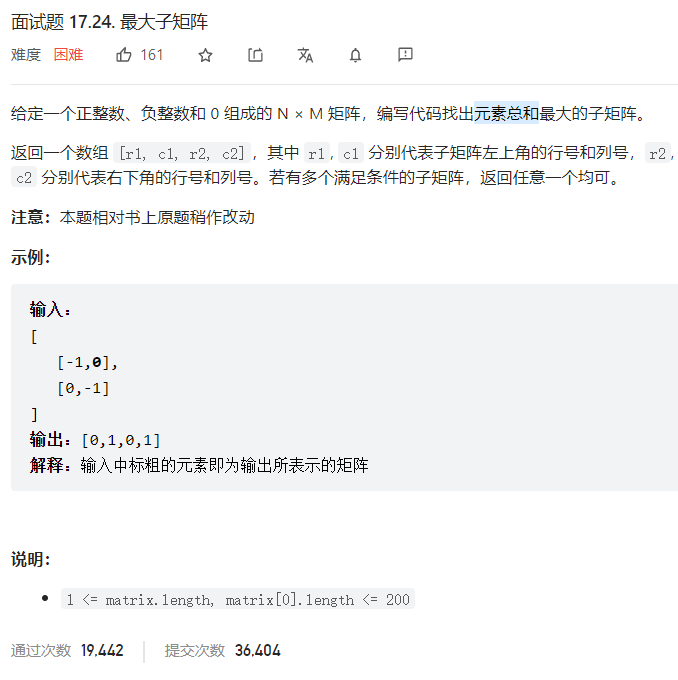 面试题 17.24. 最大子矩阵
难度 困难 161
给定一个正整数、负整数和 0 组成的 N × M 矩阵，编写代码找出元素总和最大的子矩阵。
返回一个数组 [r1, c1, r2, c2]，其中 r1, c1 分别代表子矩阵左上角的行号和列号，r2,
c2 分别代表右下角的行号和列号。若有多个满足条件的子矩阵，返回任意一个均可。
注意：本题相对书上原题稍作改动
示例：
输入：
[
[-1,0],
[0,-1]
]
输出：[0,1,0,1]
解释：输入中标粗的元素即为输出所表示的矩阵
说明：
1 <= matrix.length, matrix[0].length <= 200
通过次数 19,442 提交次数 36,404